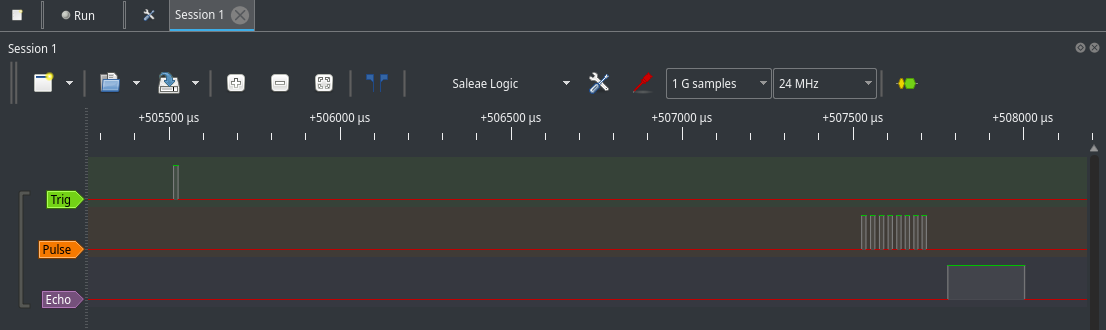 Run
Session 1
Session 1
Saleae Logic
1 G samples
24 MHz
+505500 µs +506000 µs +506500 µs +507000 µs +507500 µs +508000 µs
Trig
Pulse
Echo